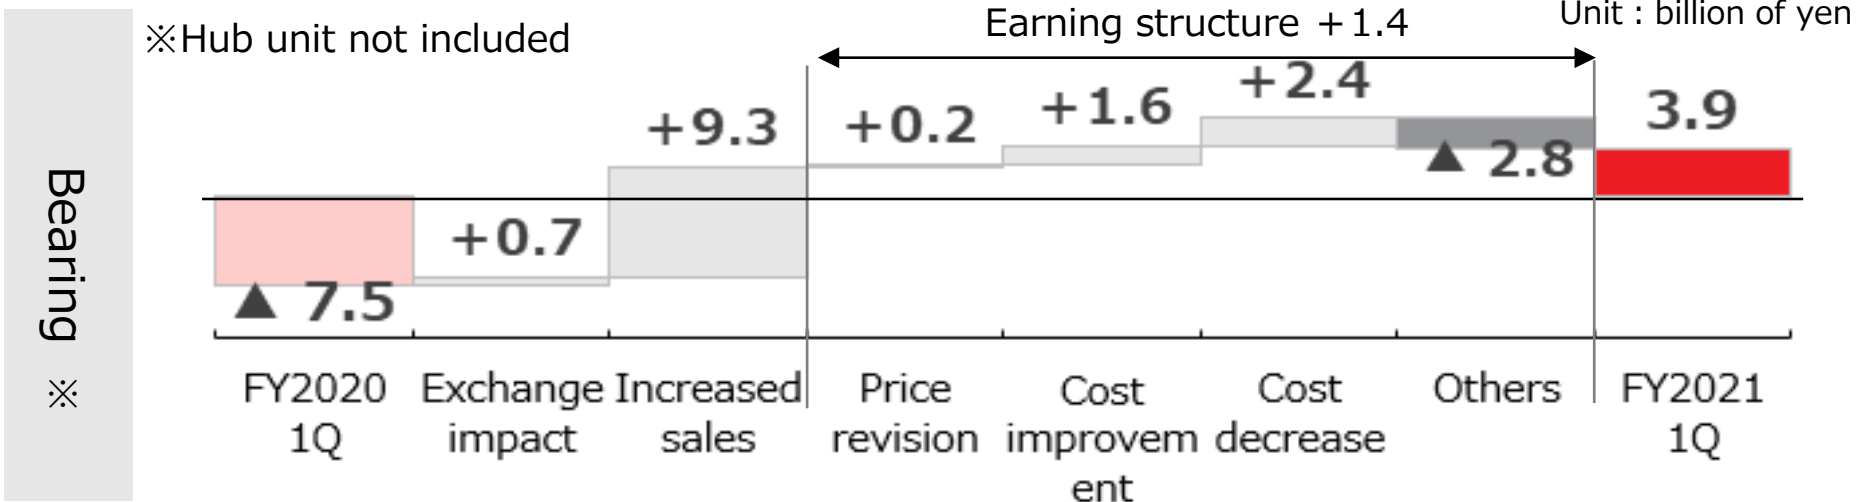 ※Hub unit not included
Earning structure +1.4
Unit : billion of yen
Bearing ※
▲ 7.5
+0.7
+9.3
+0.2
+1.6
+2.4
▲ 2.8
3.9
FY2020
1Q
Exchange
impact
Increased
sales
Price
revision
Cost
improvem
ent
Cost
decrease
Others
FY2021
1Q